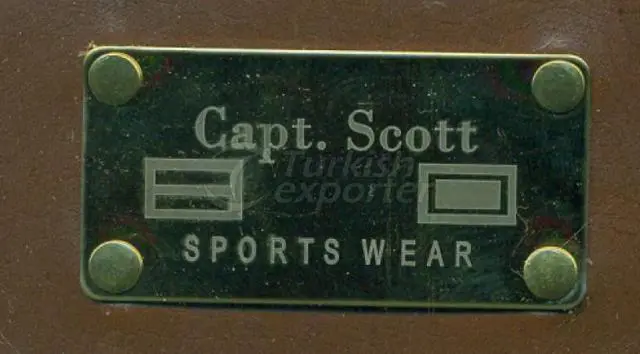 Capt. Scott
Turkish
exporter
SPORTS WEAR